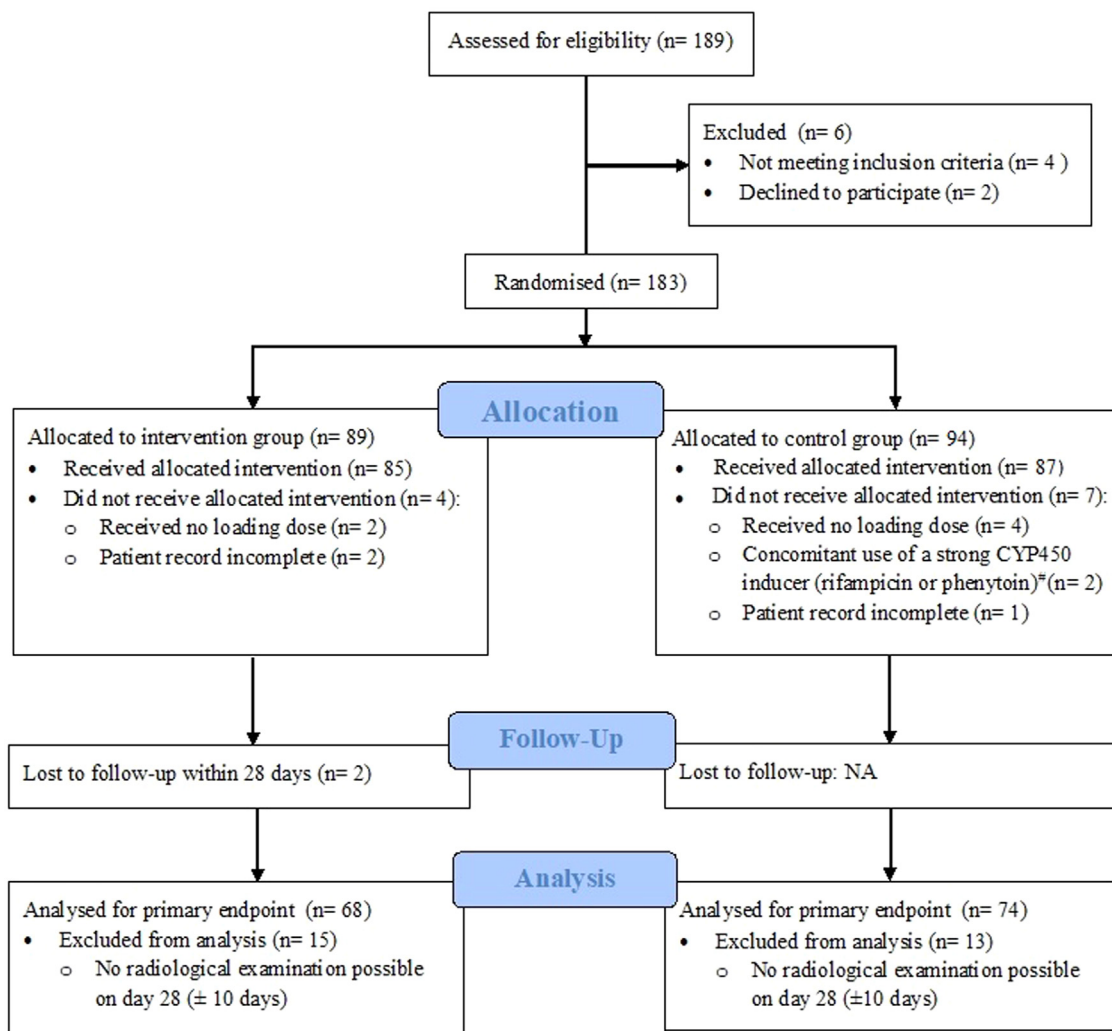 Assessed for eligibility (n= 189)
Excluded (n= 6)
• Not meeting inclusion criteria (n= 4 )
• Declined to participate (n= 2)
Randomised (n= 183)
Allocation
Allocated to intervention group (n= 89)
• Received allocated intervention (n= 85)
• Did not receive allocated intervention (n= 4):
o Received no loading dose (n= 2)
o Patient record incomplete (n= 2)
Allocated to control group (n= 94)
• Received allocated intervention (n= 87)
• Did not receive allocated intervention (n= 7):
o Received no loading dose (n= 4)
o Concomitant use of a strong CYP450
inducer (rifampicin or phenytoin)# (n= 2)
o Patient record incomplete (n= 1)
Follow-Up
Lost to follow-up within 28 days (n= 2)
Lost to follow-up: NA
Analysis
Analysed for primary endpoint (n= 68)
• Excluded from analysis (n= 15)
o No radiological examination possible
on day 28 (± 10 days)
Analysed for primary endpoint (n= 74)
• Excluded from analysis (n= 13)
o No radiological examination possible
on day 28 (±10 days)